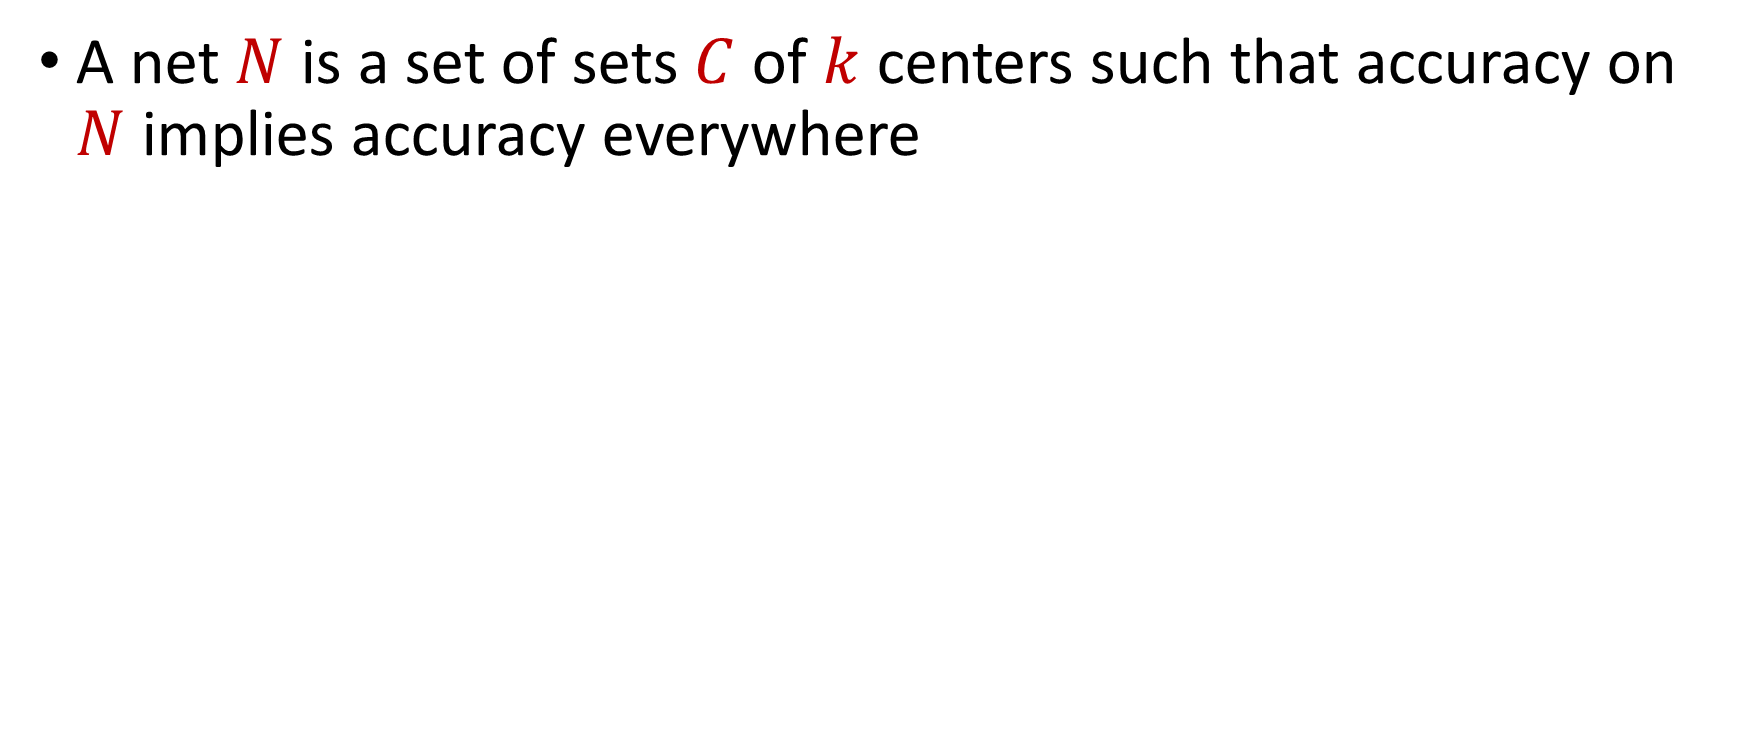 • A net N is a set of sets C of k centers such that accuracy on
N implies accuracy everywhere